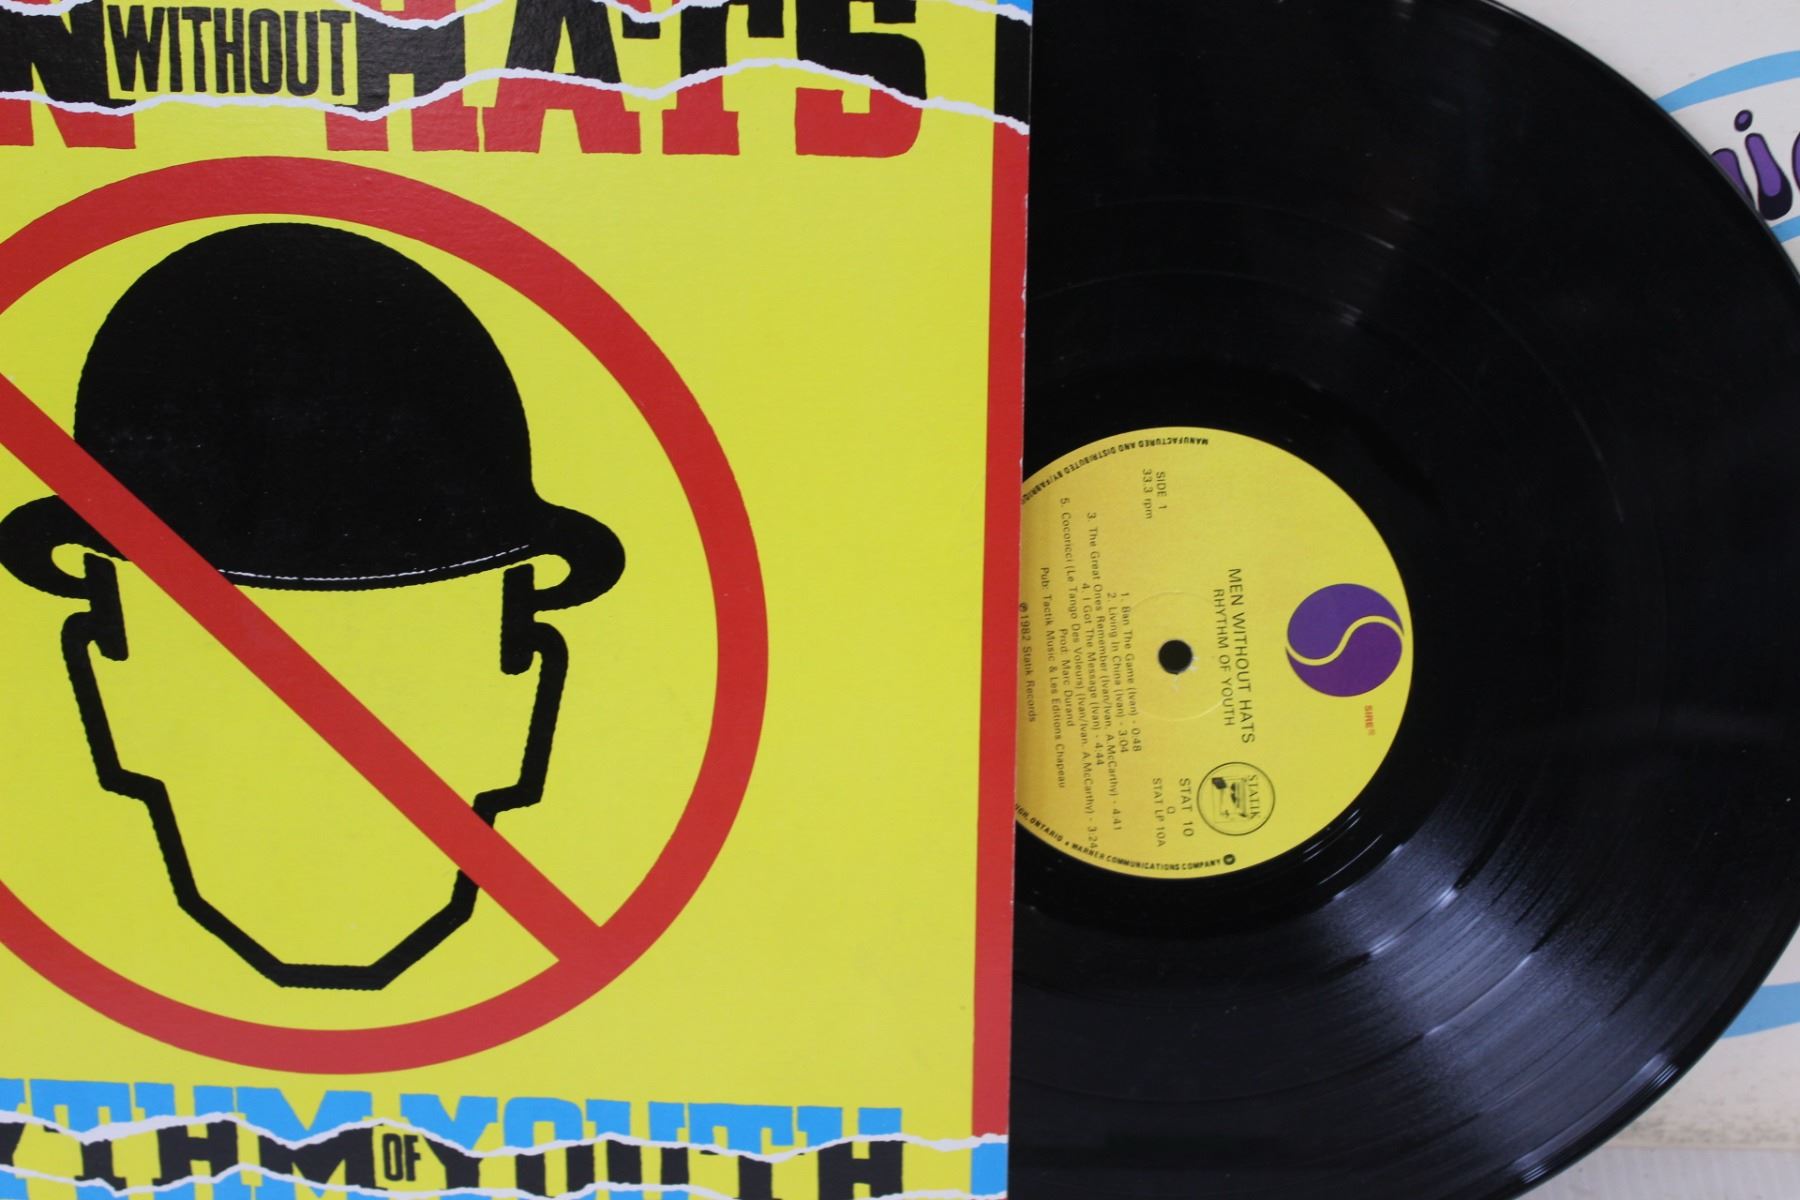 WITHOUT HATS
OF YOUTH
MANUFACTURED AND DISTRIBUTED BY/
SIDE 1
33.3 rpm
SIRE®
MEN WITHOUT HATS
RHYTHM OF YOUTH
STATIK
STAT 10
Q
STAT LP 10A
1. Ban The Game (Ivan) - 0:48
2. Living In China (Ivan) - 3:04
3. The Great Ones Remember (Ivan/Ivan, A.McCarthy) - 4:41
4. I Got The Message (Ivan) - 4:44
5. Cocoricci (Le Tango Des Voleurs) (Ivan/Ivan, A.McCarthy) - 3:24
Prod: Marc Durand
Pub: Tactik Music & Les Editions Chapeau
℗1982 Statik Records
ONTARIO • WARNER COMMUNICATIONS COMPANY